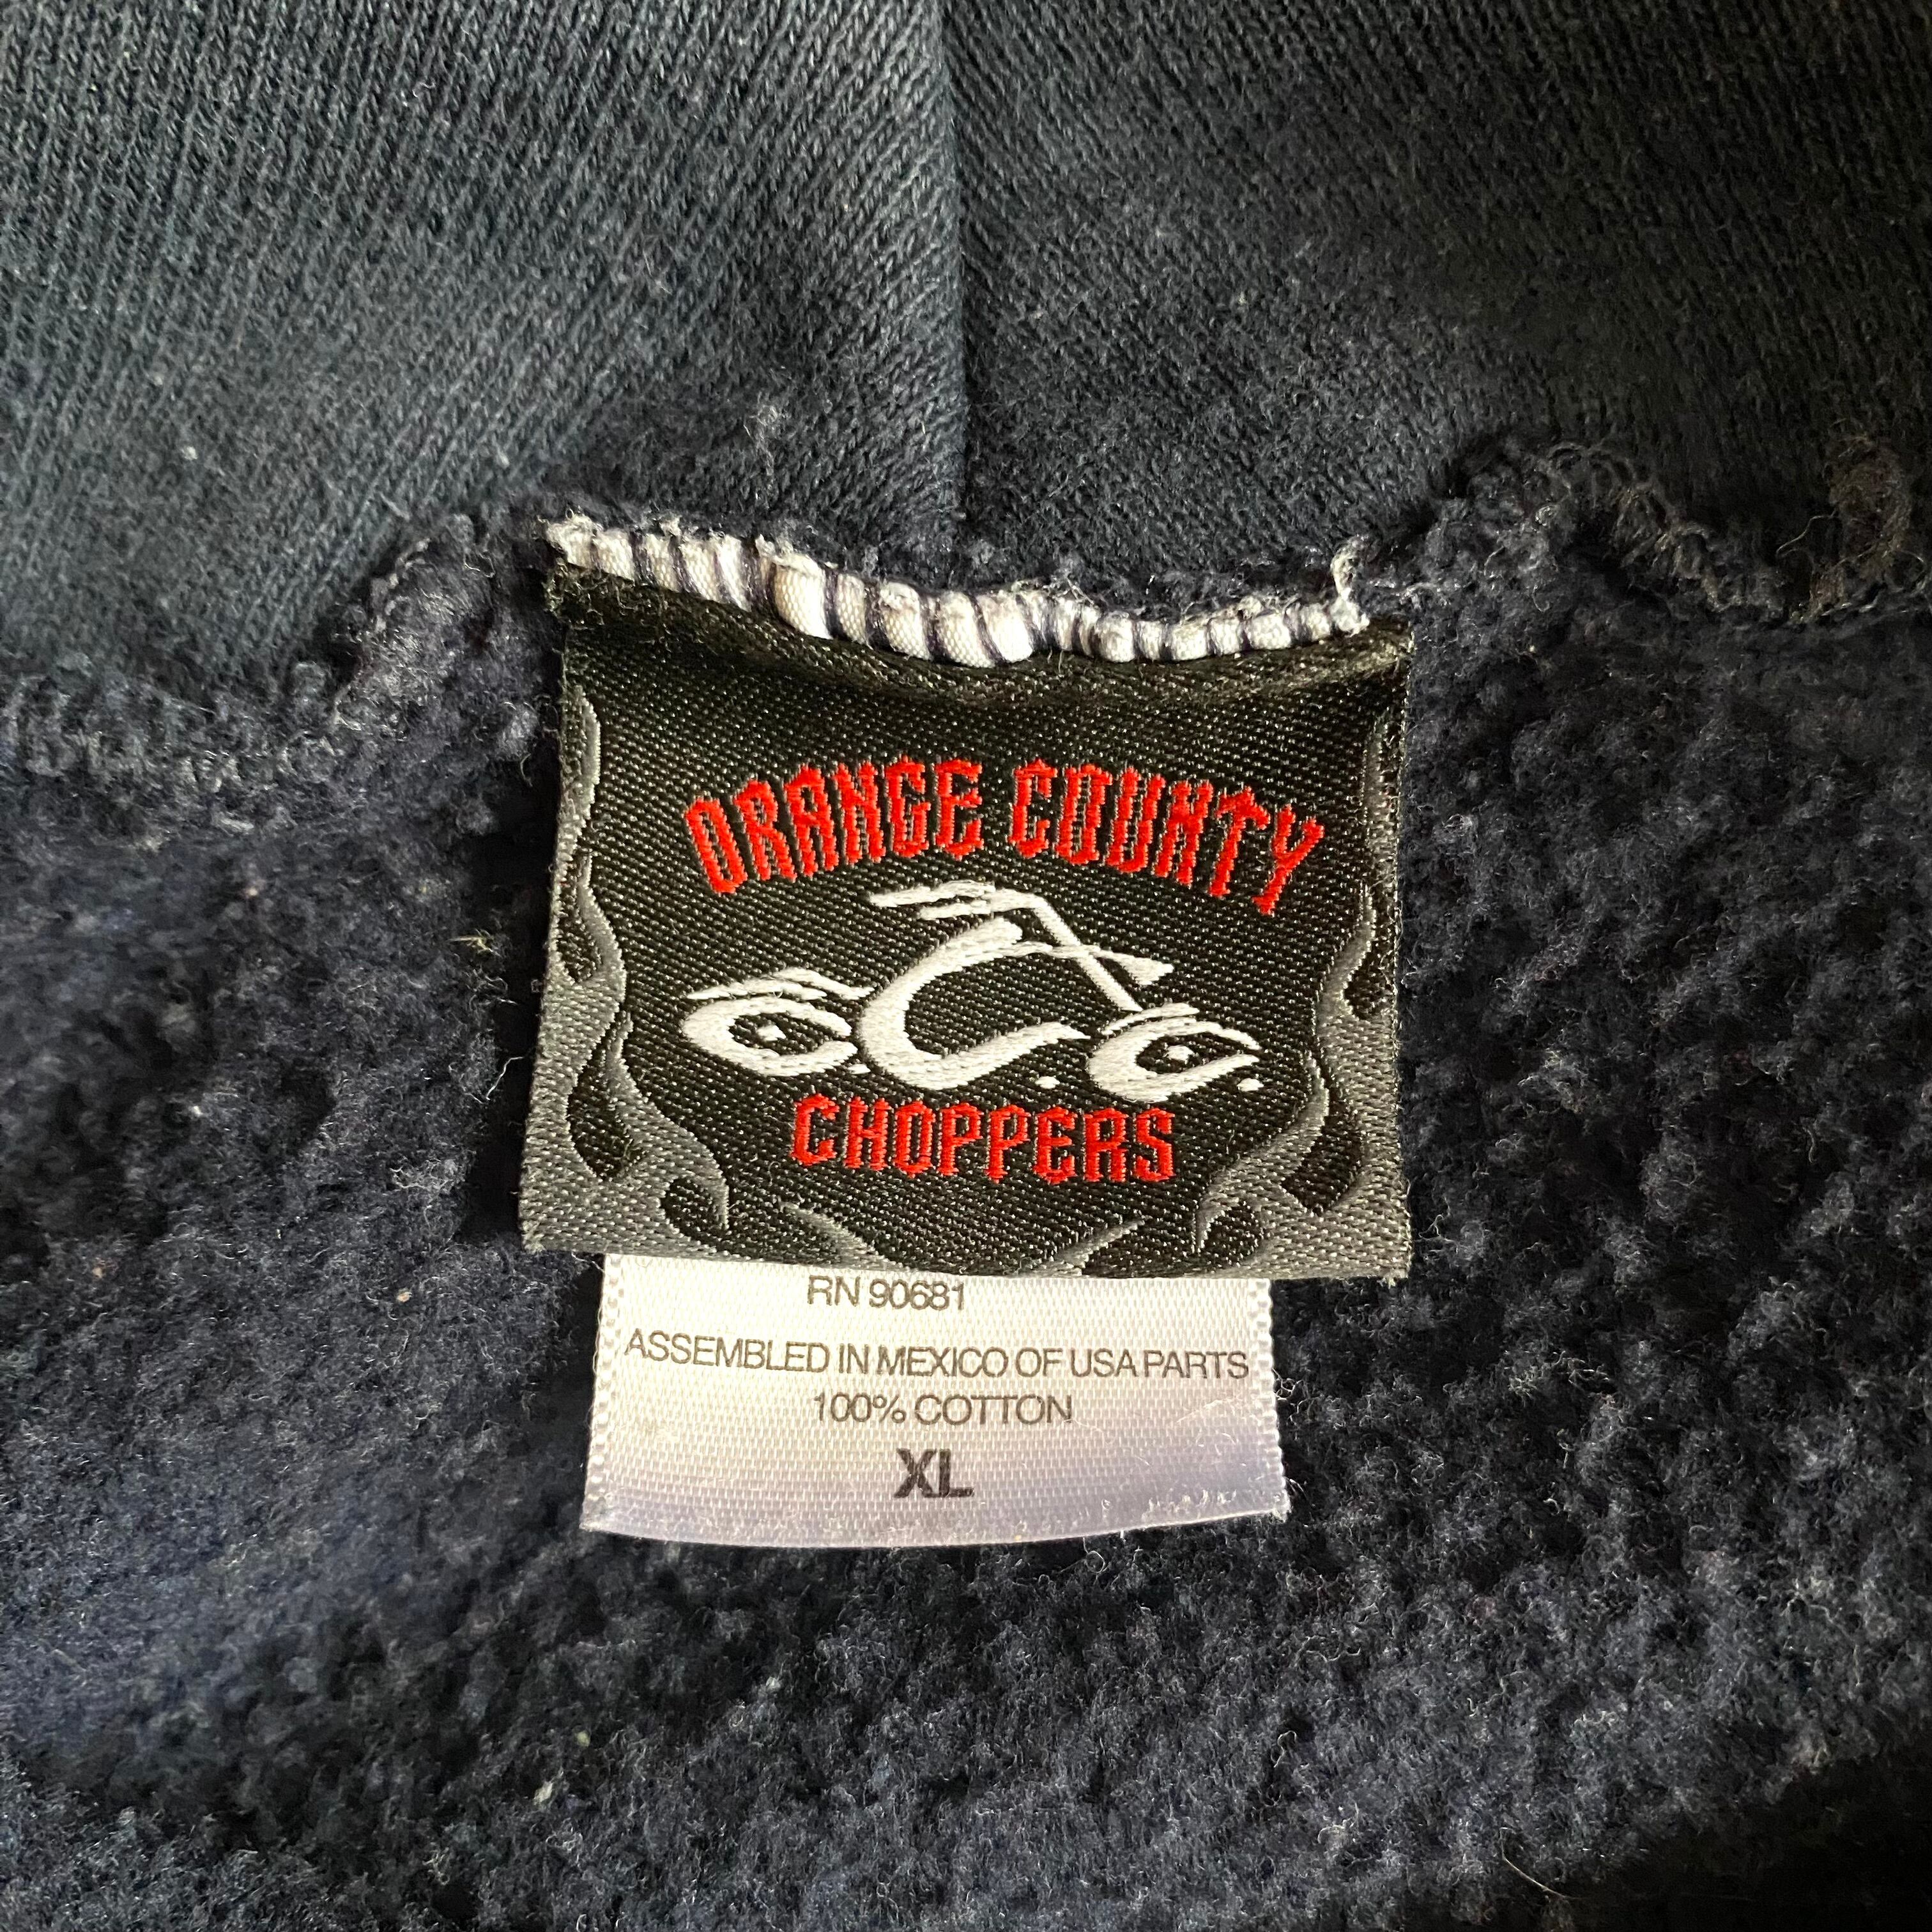 ORANGE COUNTY
O.C.C.
CHOPPERS
RN 90681
ASSEMBLED IN MEXICO OF USA PARTS
100% COTTON
XL